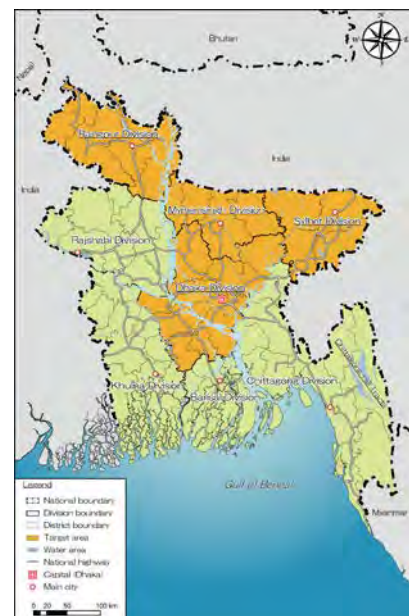 Bhutan
Nepal
India
Rangpur Division
India
Mymensingh Division
Sylhet Division
Rajshahi Division
Dhaka Division
Khulna Division
Barisal Division
Chittagong Division
Gulf of Bengal
Myanmar
Legend
National boundary
Division boundary
District boundary
Target area
Water area
National highway
Capital (Dhaka)
Main city
0 20 50 100 km
N
W